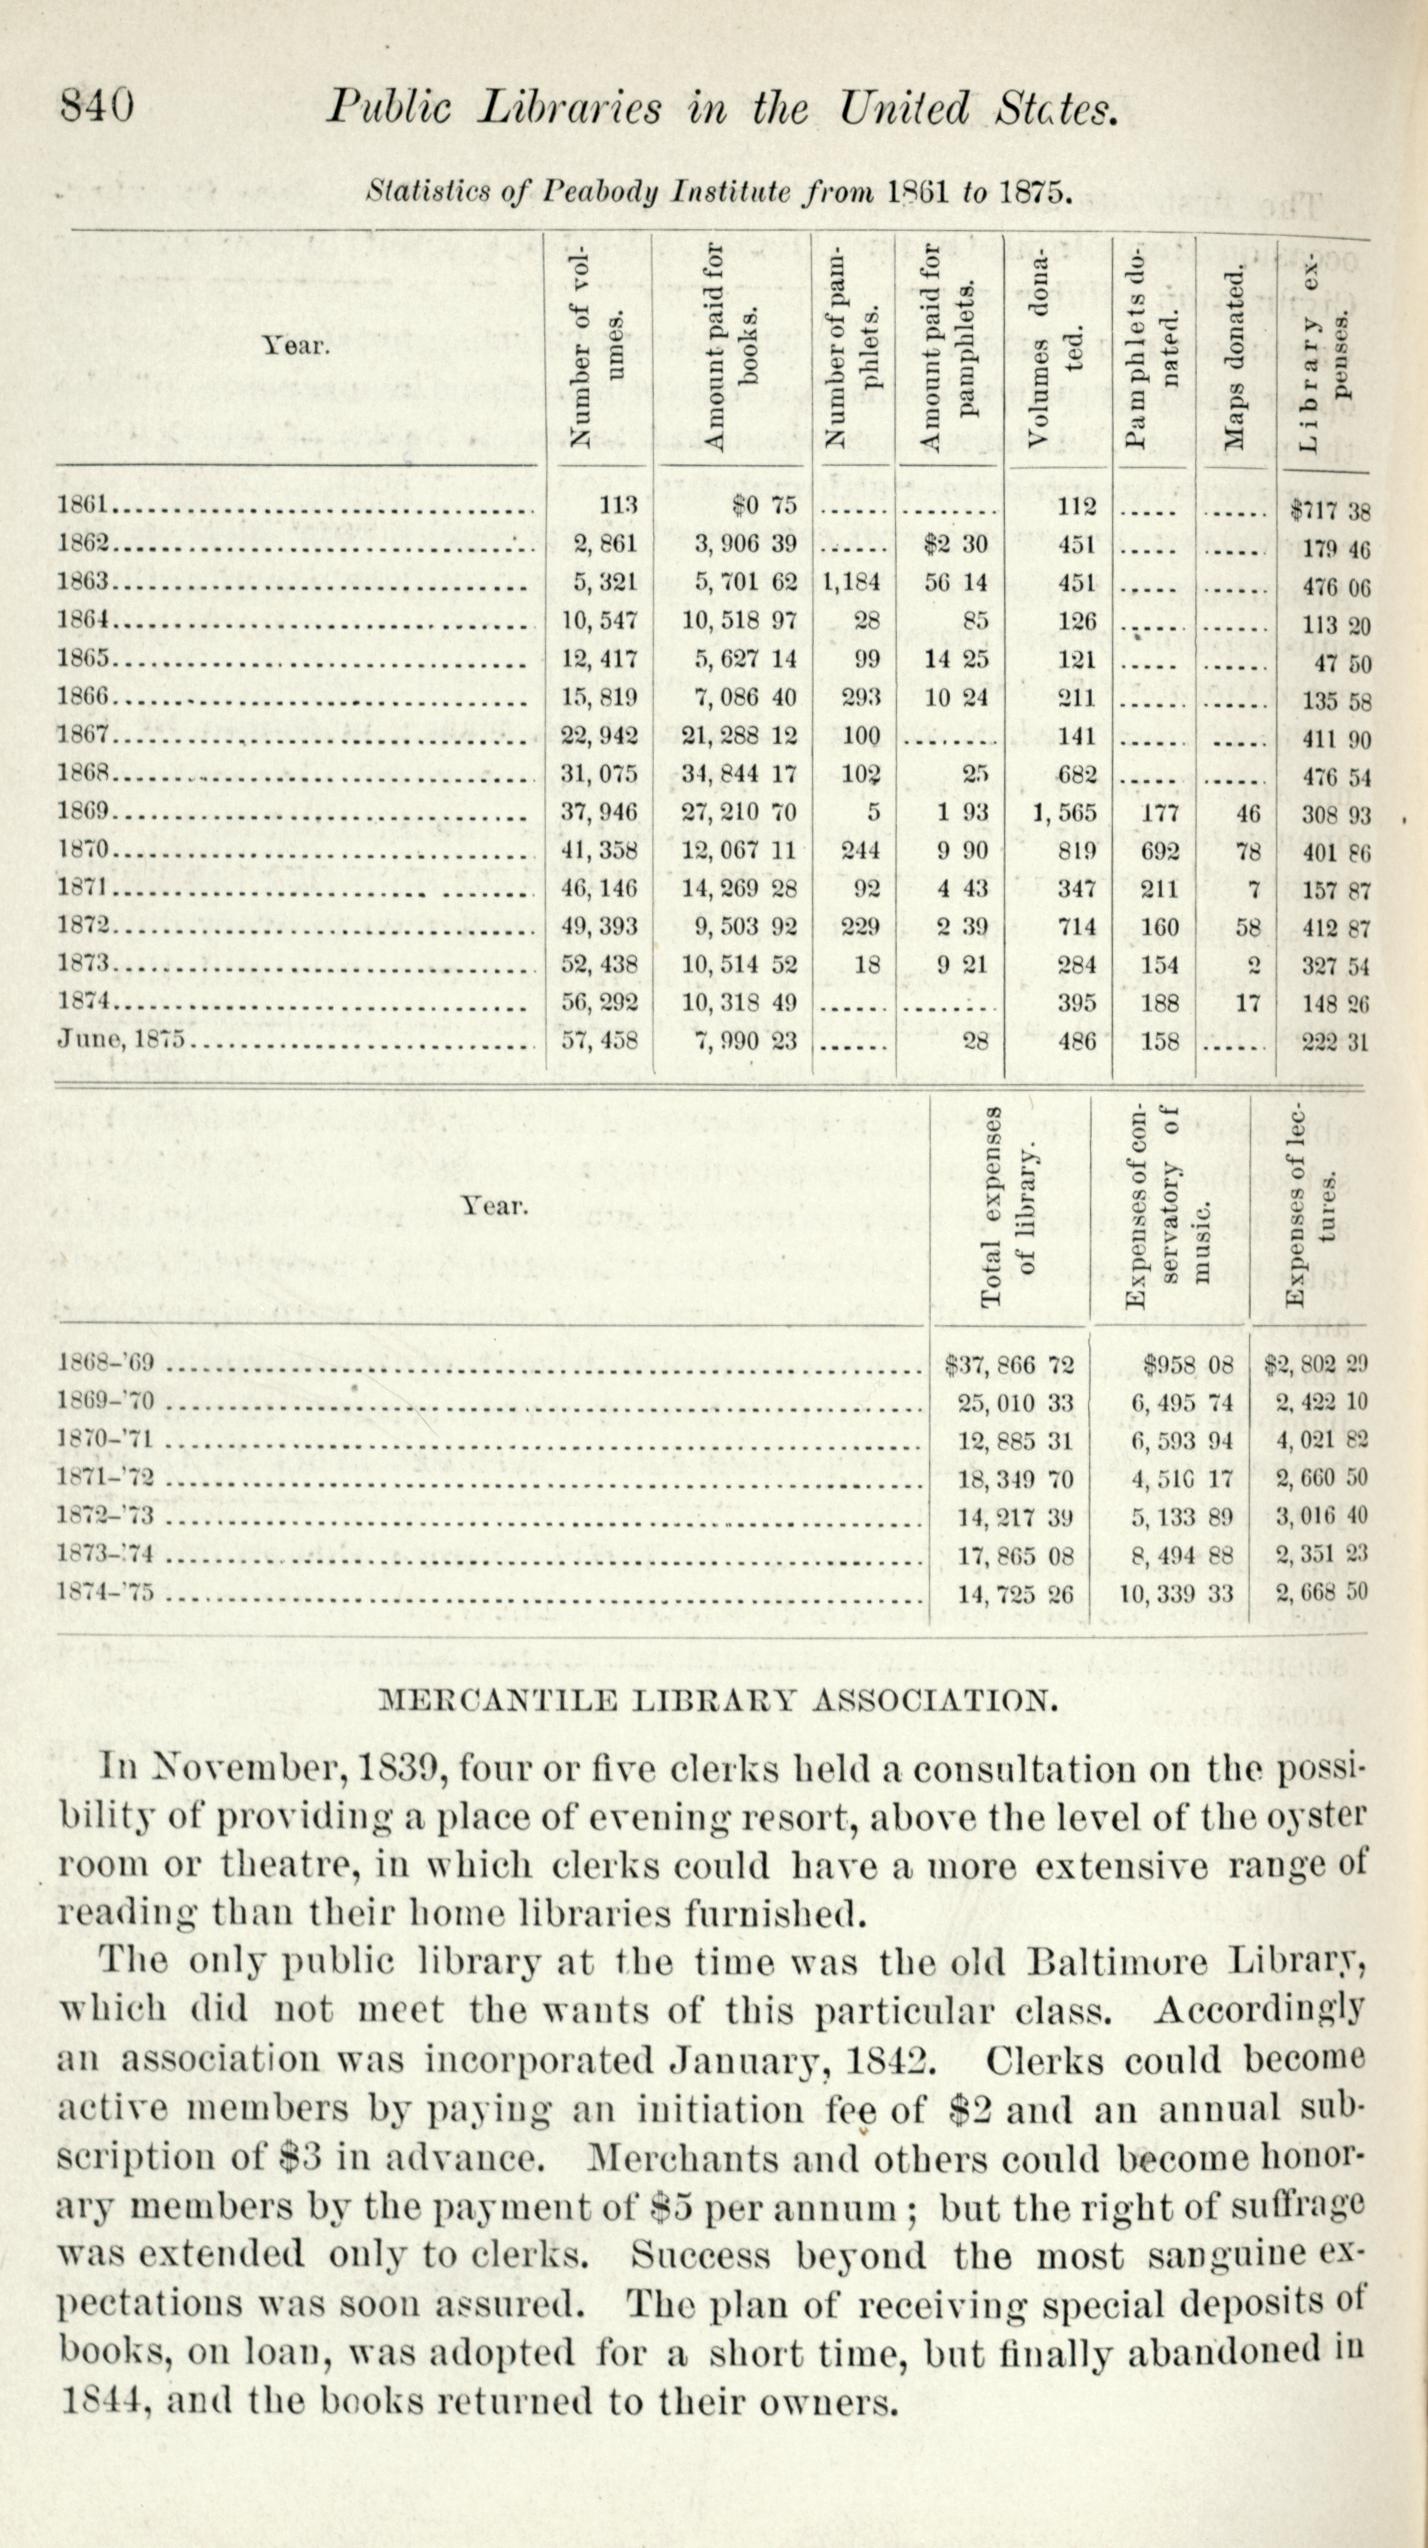 840 Public Libraries in the United States.
Statistics of Peabody Institute from 1861 to 1875.
Year. Number of volumes. Amount paid for books. Number of pamphlets. Amount paid for pamphlets. Volumes donated. Pamphlets donated. Maps donated. Library expenses.
1861 113 $0 75 ...... ........ 112 ..... ...... $717 38
1862 2,861 3,906 39 ...... $2 30 451 ..... ..... 179 46
1863 5,321 5,701 62 1,184 56 14 451 ..... ...... 476 06
1864 10,547 10,518 97 28 85 126 ...... ...... 113 20
1865 12,417 5,627 14 99 14 25 121 ..... ...... 47 50
1866 15,819 7,086 40 293 10 24 211 ...... ...... 135 58
1867 22,942 21,288 12 100 ........ 141 ...... ..... 411 90
1868 31,075 34,844 17 102 25 682 ..... ..... 476 54
1869 37,946 27,210 70 5 1 93 1,565 177 46 308 93
1870 41,358 12,067 11 244 9 90 819 692 78 401 86
1871 46,146 14,269 28 92 4 43 347 211 7 157 87
1872 49,393 9,503 92 229 2 39 714 160 58 412 87
1873 52,438 10,514 52 18 9 21 284 154 2 327 54
1874 56,292 10,318 49 ...... ........ 395 188 17 148 26
June, 1875 57,458 7,990 23 ...... 28 486 158 ...... 222 31
Year. Total expenses of library. Expenses of conservatory of music. Expenses of lectures.
1868-'69 $37,866 72 $958 08 $2,802 29
1869-'70 25,010 33 6,495 74 2,422 10
1870-'71 12,885 31 6,593 94 4,021 82
1871-'72 18,349 70 4,516 17 2,660 50
1872-'73 14,217 39 5,133 89 3,016 40
1873-'74 17,865 08 8,494 88 2,351 23
1874-'75 14,725 26 10,339 33 2,668 50
MERCANTILE LIBRARY ASSOCIATION.
In November, 1839, four or five clerks held a consultation on the possi-
bility of providing a place of evening resort, above the level of the oyster
room or theatre, in which clerks could have a more extensive range of
reading than their home libraries furnished.
The only public library at the time was the old Baltimore Library,
which did not meet the wants of this particular class. Accordingly
an association was incorporated January, 1842. Clerks could become
active members by paying an initiation fee of $2 and an annual sub-
scription of $3 in advance. Merchants and others could become honor-
ary members by the payment of $5 per annum; but the right of suffrage
was extended only to clerks. Success beyond the most sanguine ex-
pectations was soon assured. The plan of receiving special deposits of
books, on loan, was adopted for a short time, but finally abandoned in
1844, and the books returned to their owners.